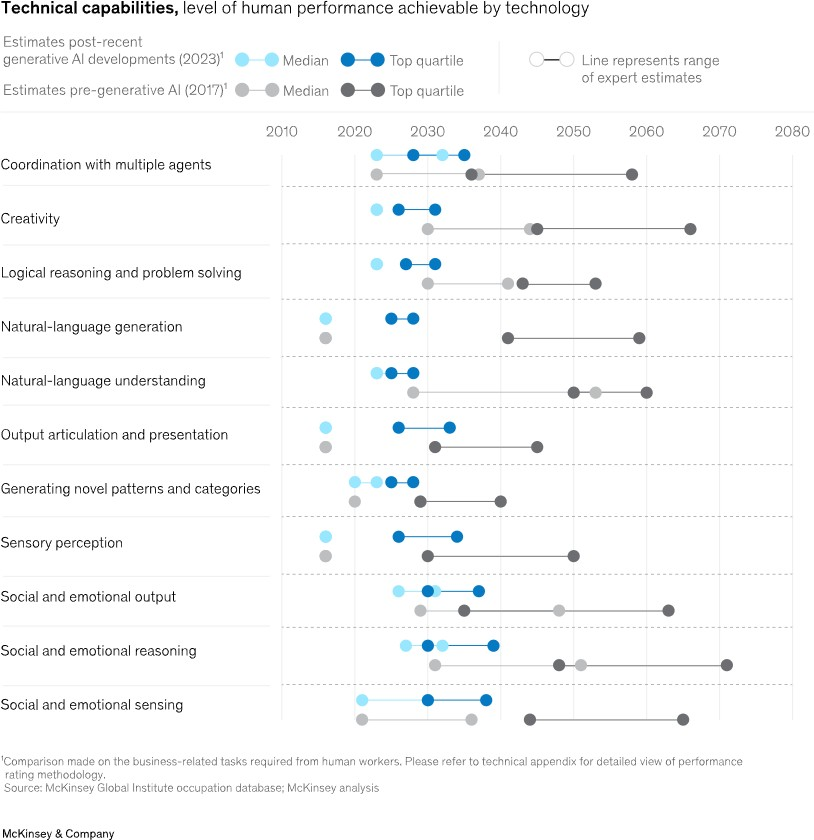 Technical capabilities, level of human performance achievable by technology
Estimates post-recent
generative AI developments (2023)¹ Median Top quartile
Line represents range
of expert estimates
Estimates pre-generative AI (2017)¹ Median Top quartile
2010 2020 2030 2040 2050 2060 2070 2080
Coordination with multiple agents
Creativity
Logical reasoning and problem solving
Natural-language generation
Natural-language understanding
Output articulation and presentation
Generating novel patterns and categories
Sensory perception
Social and emotional output
Social and emotional reasoning
Social and emotional sensing
¹Comparison made on the business-related tasks required from human workers. Please refer to technical appendix for detailed view of performance
rating methodology.
Source: McKinsey Global Institute occupation database; McKinsey analysis
McKinsey & Company